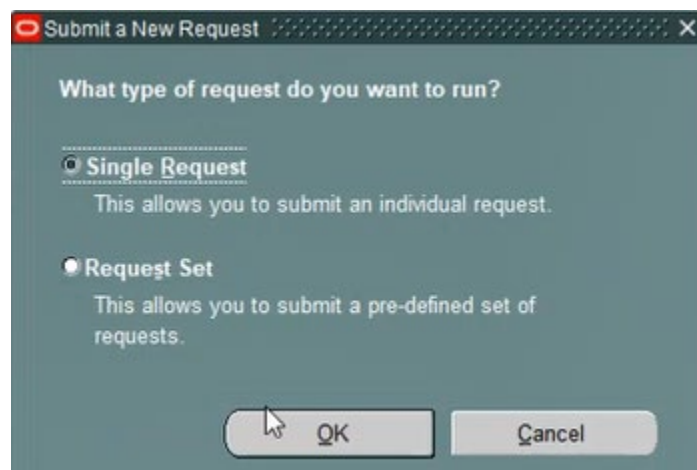 Submit a New Request
What type of request do you want to run?
Single Request
This allows you to submit an individual request.
Request Set
This allows you to submit a pre-defined set of
requests.
OK
Cancel